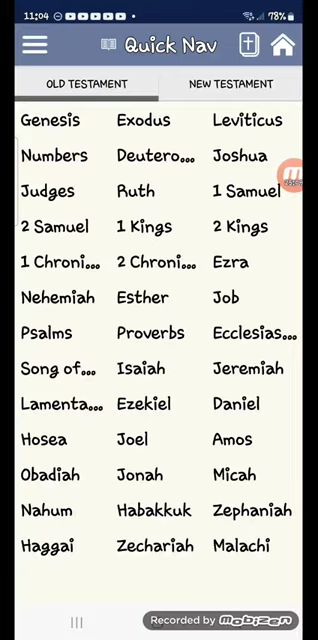 11:04 78%
Quick Nav
OLD TESTAMENT NEW TESTAMENT
Genesis Exodus Leviticus
Numbers Deutero... Joshua
Judges Ruth 1 Samuel
2 Samuel 1 Kings 2 Kings
1 Chroni... 2 Chroni... Ezra
Nehemiah Esther Job
Psalms Proverbs Ecclesias...
Song of... Isaiah Jeremiah
Lamenta... Ezekiel Daniel
Hosea Joel Amos
Obadiah Jonah Micah
Nahum Habakkuk Zephaniah
Haggai Zechariah Malachi
Recorded by mobizen